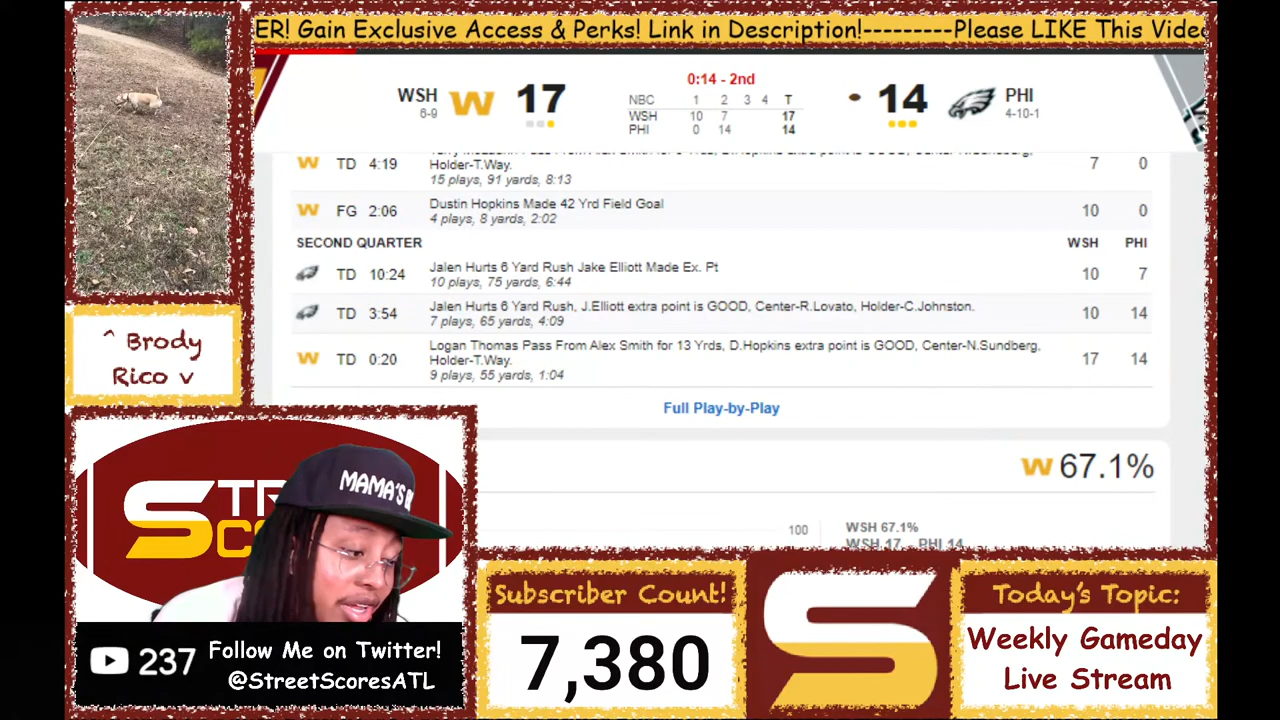 ER! Gain Exclusive Access & Perks! Link in Description!---------Please LIKE This Video
WSH
6-9
W
17
0:14 - 2nd
NBC 1 2 3 4 T
WSH 10 7 17
PHI 0 14 14
14
PHI
4-10-1
W TD 4:19
Holder-T.Way.
15 plays, 91 yards, 8:13
7 0
W FG 2:06
Dustin Hopkins Made 42 Yrd Field Goal
4 plays, 8 yards, 2:02
10 0
SECOND QUARTER WSH PHI
TD 10:24
Jalen Hurts 6 Yard Rush Jake Elliott Made Ex. Pt
10 plays, 75 yards, 6:44
10 7
TD 3:54
Jalen Hurts 6 Yard Rush, J.Elliott extra point is GOOD, Center-R.Lovato, Holder-C.Johnston.
7 plays, 65 yards, 4:09
10 14
W TD 0:20
Logan Thomas Pass From Alex Smith for 13 Yrds, D.Hopkins extra point is GOOD, Center-N.Sundberg,
Holder-T.Way.
9 plays, 55 yards, 1:04
17 14
Full Play-by-Play
W 67.1%
100
WSH 67.1%
WSH 17 PHI 14
^ Brody
Rico v
STR
SCO
MAMA'S
237
Follow Me on Twitter!
@StreetScoresATL
Subscriber Count!
7,380
S
Today's Topic:
Weekly Gameday
Live Stream